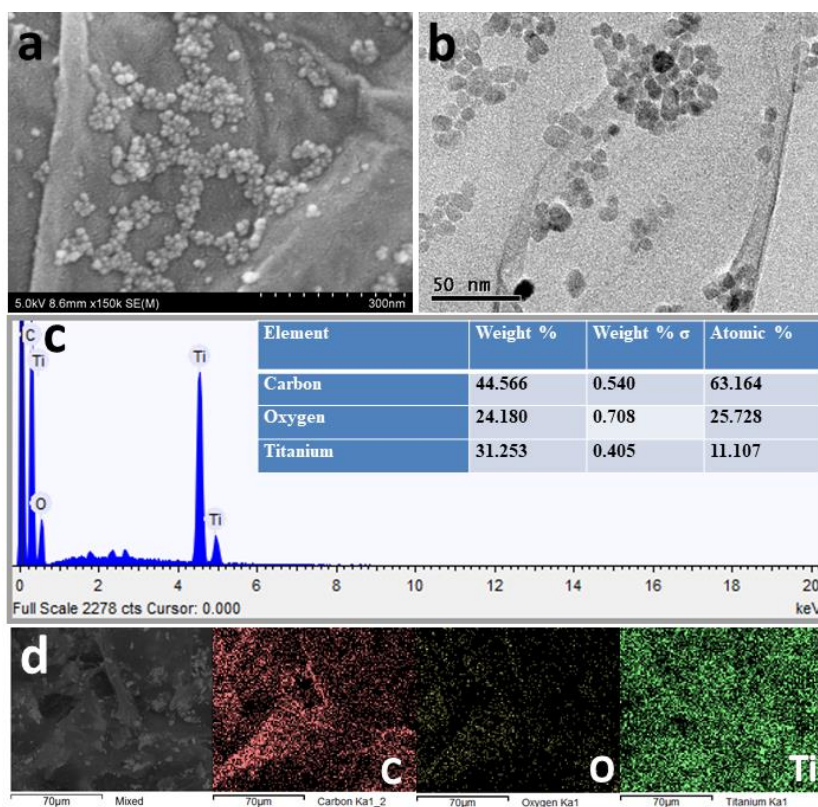 a
5.0kV 8.6mm x150k SE(M) 300nm
b
50 nm
c
C
Ti
O
Ti
Ti
Element Weight % Weight % σ Atomic %
Carbon 44.566 0.540 63.164
Oxygen 24.180 0.708 25.728
Titanium 31.253 0.405 11.107
0 2 4 6 8 10 12 14 16 18 20
Full Scale 2278 cts Cursor: 0.000 keV
d
C
O
Ti
70µm Mixed
70µm Carbon Ka1_2
70µm Oxygen Ka1
70µm Titanium Ka1